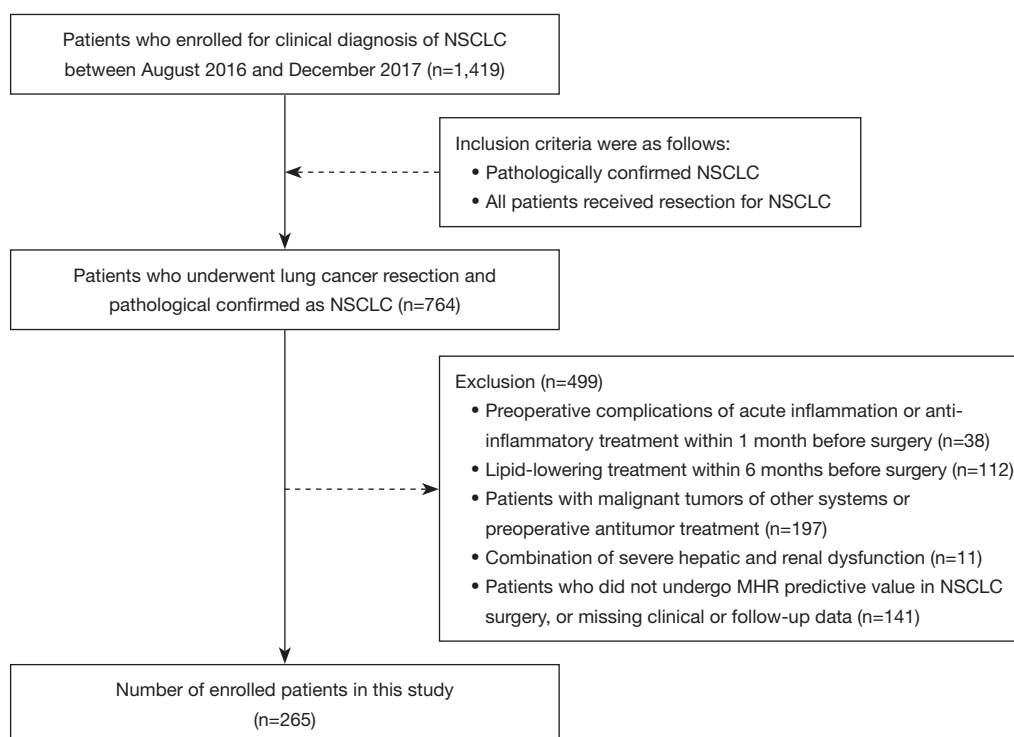 Patients who enrolled for clinical diagnosis of NSCLC
between August 2016 and December 2017 (n=1,419)
Inclusion criteria were as follows:
• Pathologically confirmed NSCLC
• All patients received resection for NSCLC
Patients who underwent lung cancer resection and
pathological confirmed as NSCLC (n=764)
Exclusion (n=499)
• Preoperative complications of acute inflammation or anti-
inflammatory treatment within 1 month before surgery (n=38)
• Lipid-lowering treatment within 6 months before surgery (n=112)
• Patients with malignant tumors of other systems or
preoperative antitumor treatment (n=197)
• Combination of severe hepatic and renal dysfunction (n=11)
• Patients who did not undergo MHR predictive value in NSCLC
surgery, or missing clinical or follow-up data (n=141)
Number of enrolled patients in this study
(n=265)